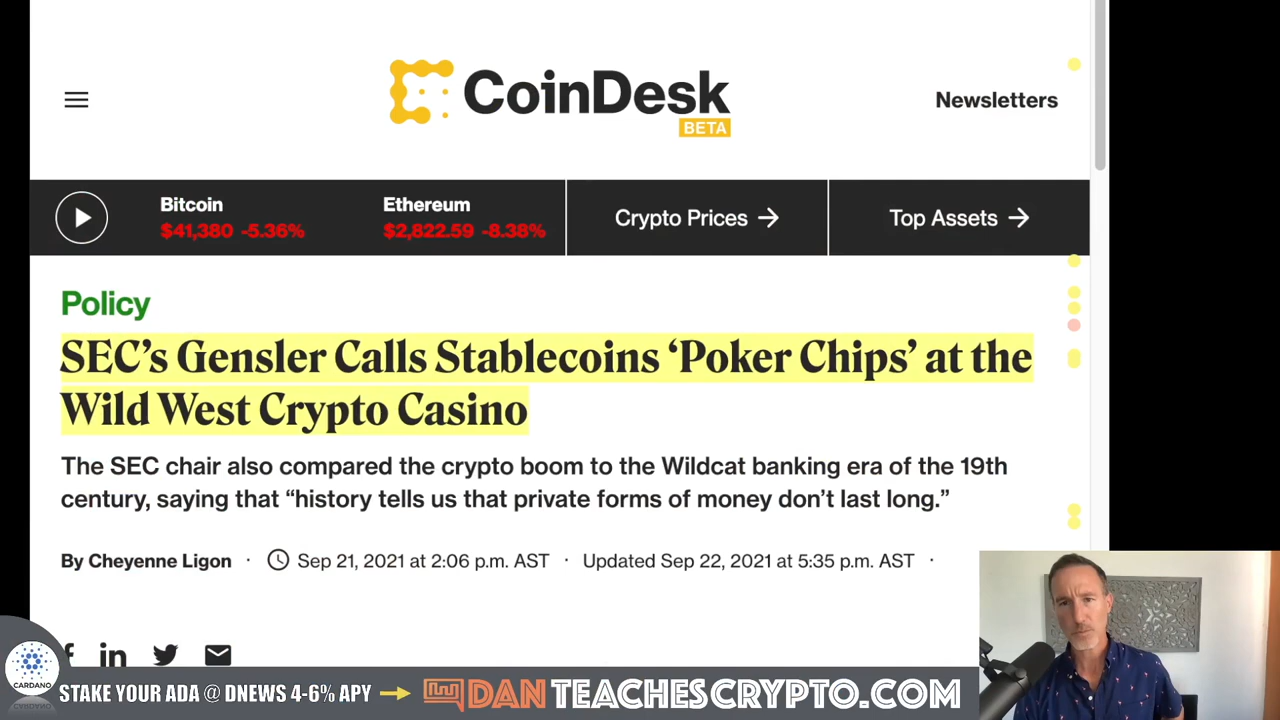 CoinDesk
BETA
Newsletters
Bitcoin
$41,380 -5.36%
Ethereum
$2,822.59 -8.38%
Crypto Prices →
Top Assets →
Policy
SEC’s Gensler Calls Stablecoins ‘Poker Chips’ at the
Wild West Crypto Casino
The SEC chair also compared the crypto boom to the Wildcat banking era of the 19th
century, saying that “history tells us that private forms of money don’t last long.”
By Cheyenne Ligon · Sep 21, 2021 at 2:06 p.m. AST · Updated Sep 22, 2021 at 5:35 p.m. AST ·
CARDANO
STAKE YOUR ADA @ DNEWS 4-6% APY
DANTEACHESCRYPTO.COM